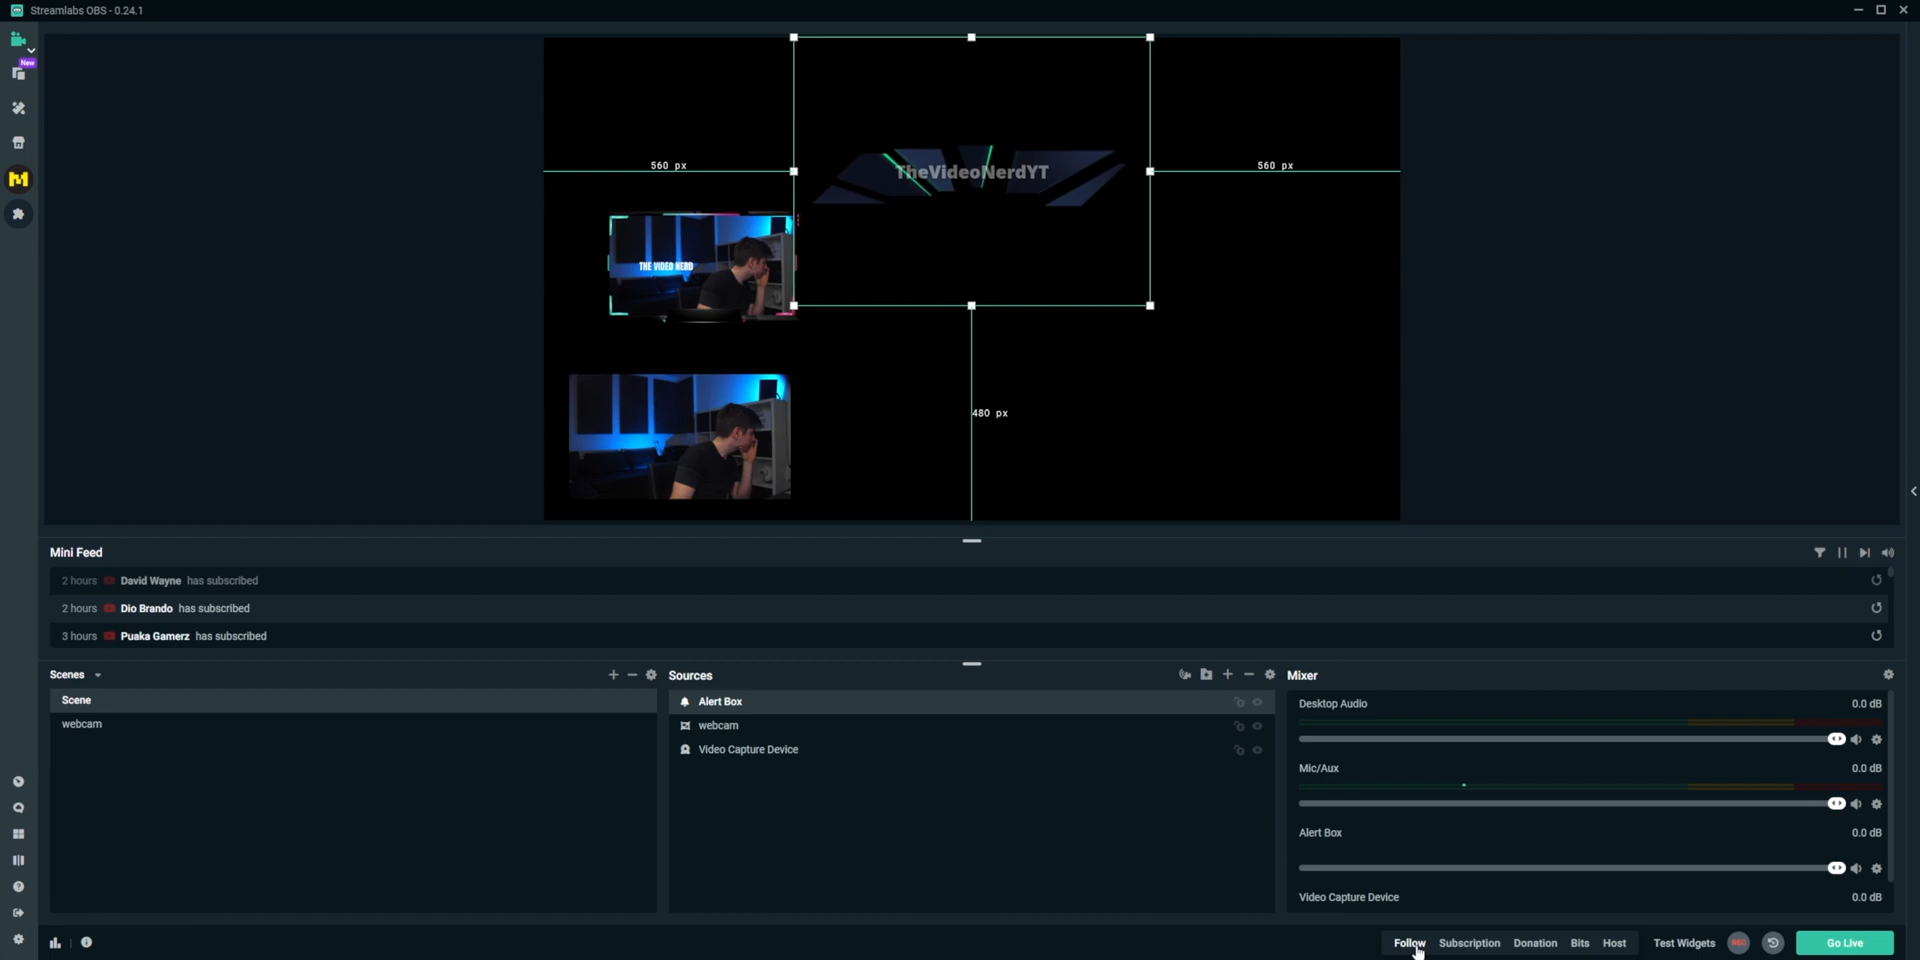 Streamlabs OBS - 0.24.1
New
560 px
TheVideoNerdYT
560 px
THE VIDEO NERD
480 px
Mini Feed
2 hours David Wayne has subscribed
2 hours Dio Brando has subscribed
3 hours Puaka Gamerz has subscribed
Scenes
Scene
webcam
Sources
Alert Box
webcam
Video Capture Device
Mixer
Desktop Audio 0.0 dB
Mic/Aux 0.0 dB
Alert Box 0.0 dB
Video Capture Device 0.0 dB
Follow Subscription Donation Bits Host Test Widgets REC Go Live